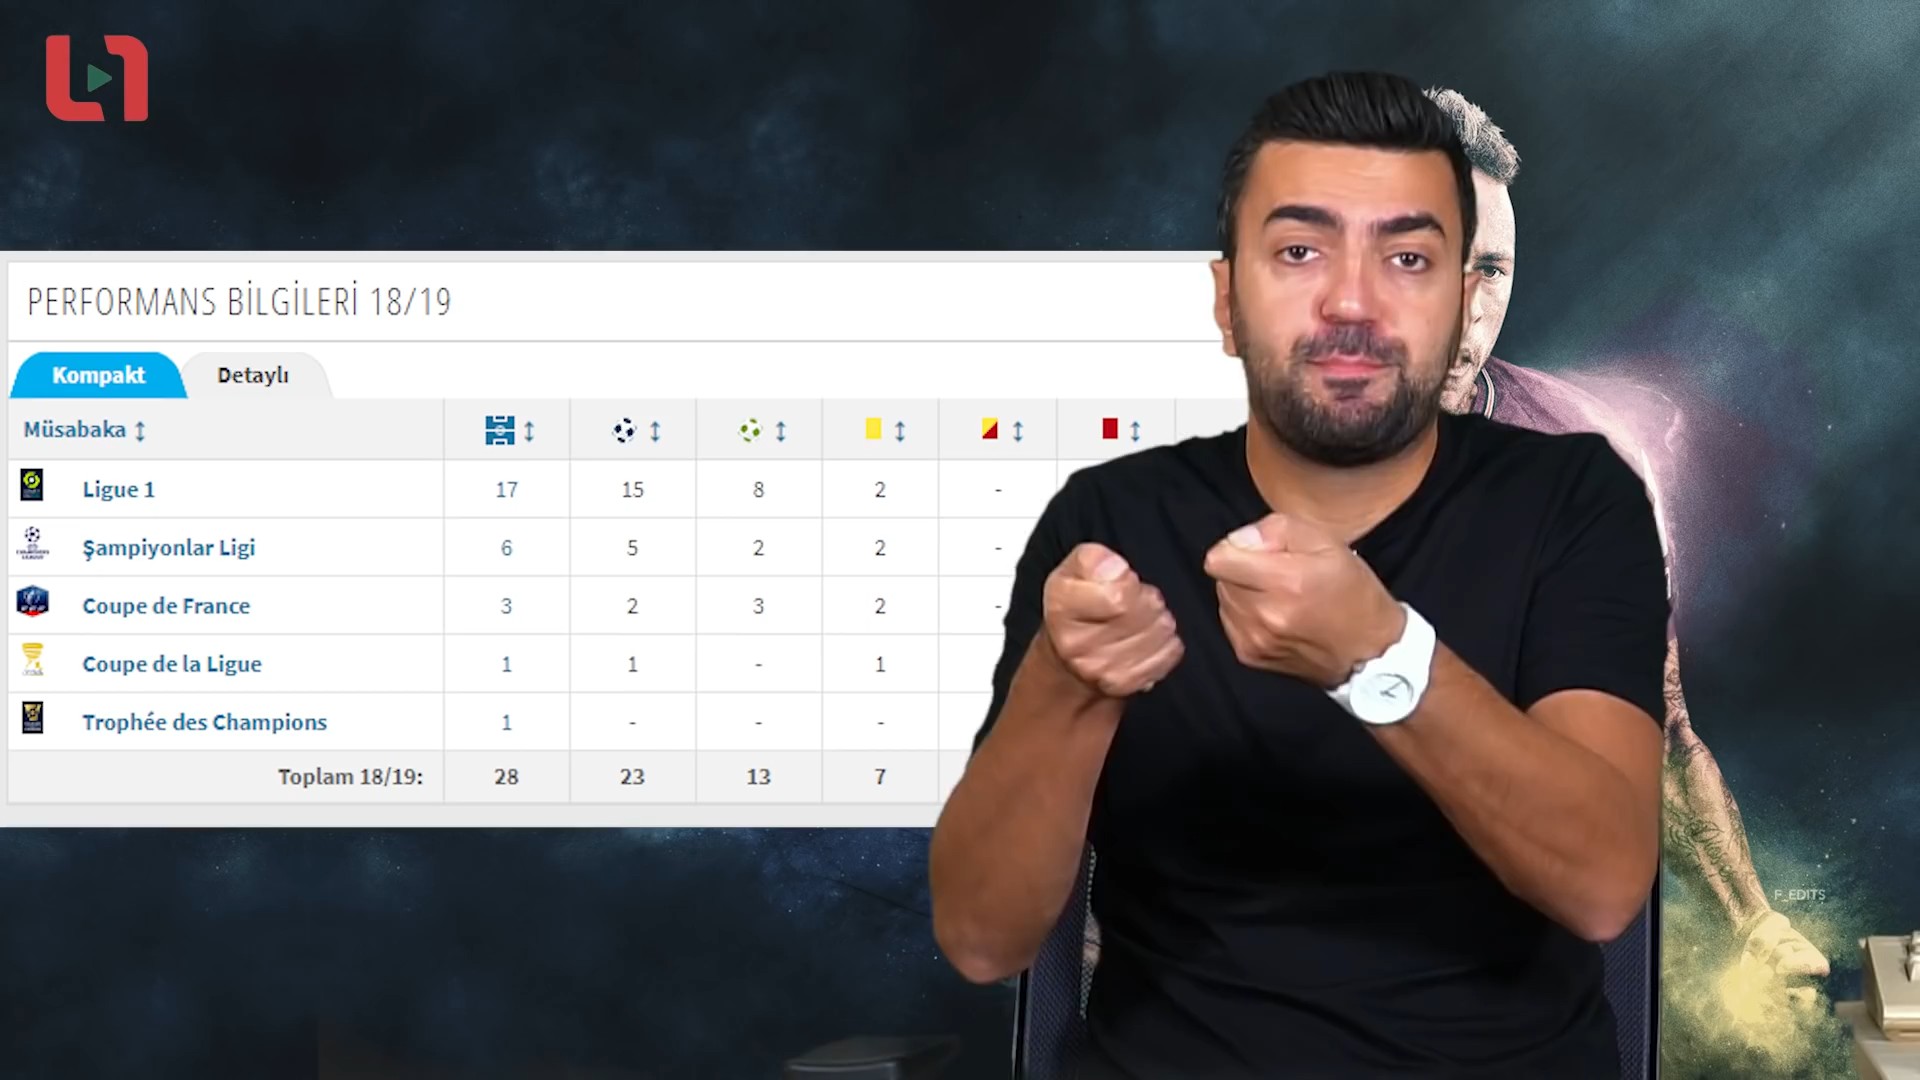 PERFORMANS BİLGİLERİ 18/19
Kompakt Detaylı
Müsabaka
Ligue 1 17 15 8 2 -
Şampiyonlar Ligi 6 5 2 2 -
Coupe de France 3 2 3 2 -
Coupe de la Ligue 1 1 - 1
Trophée des Champions 1 - - -
Toplam 18/19: 28 23 13 7
F_EDITS